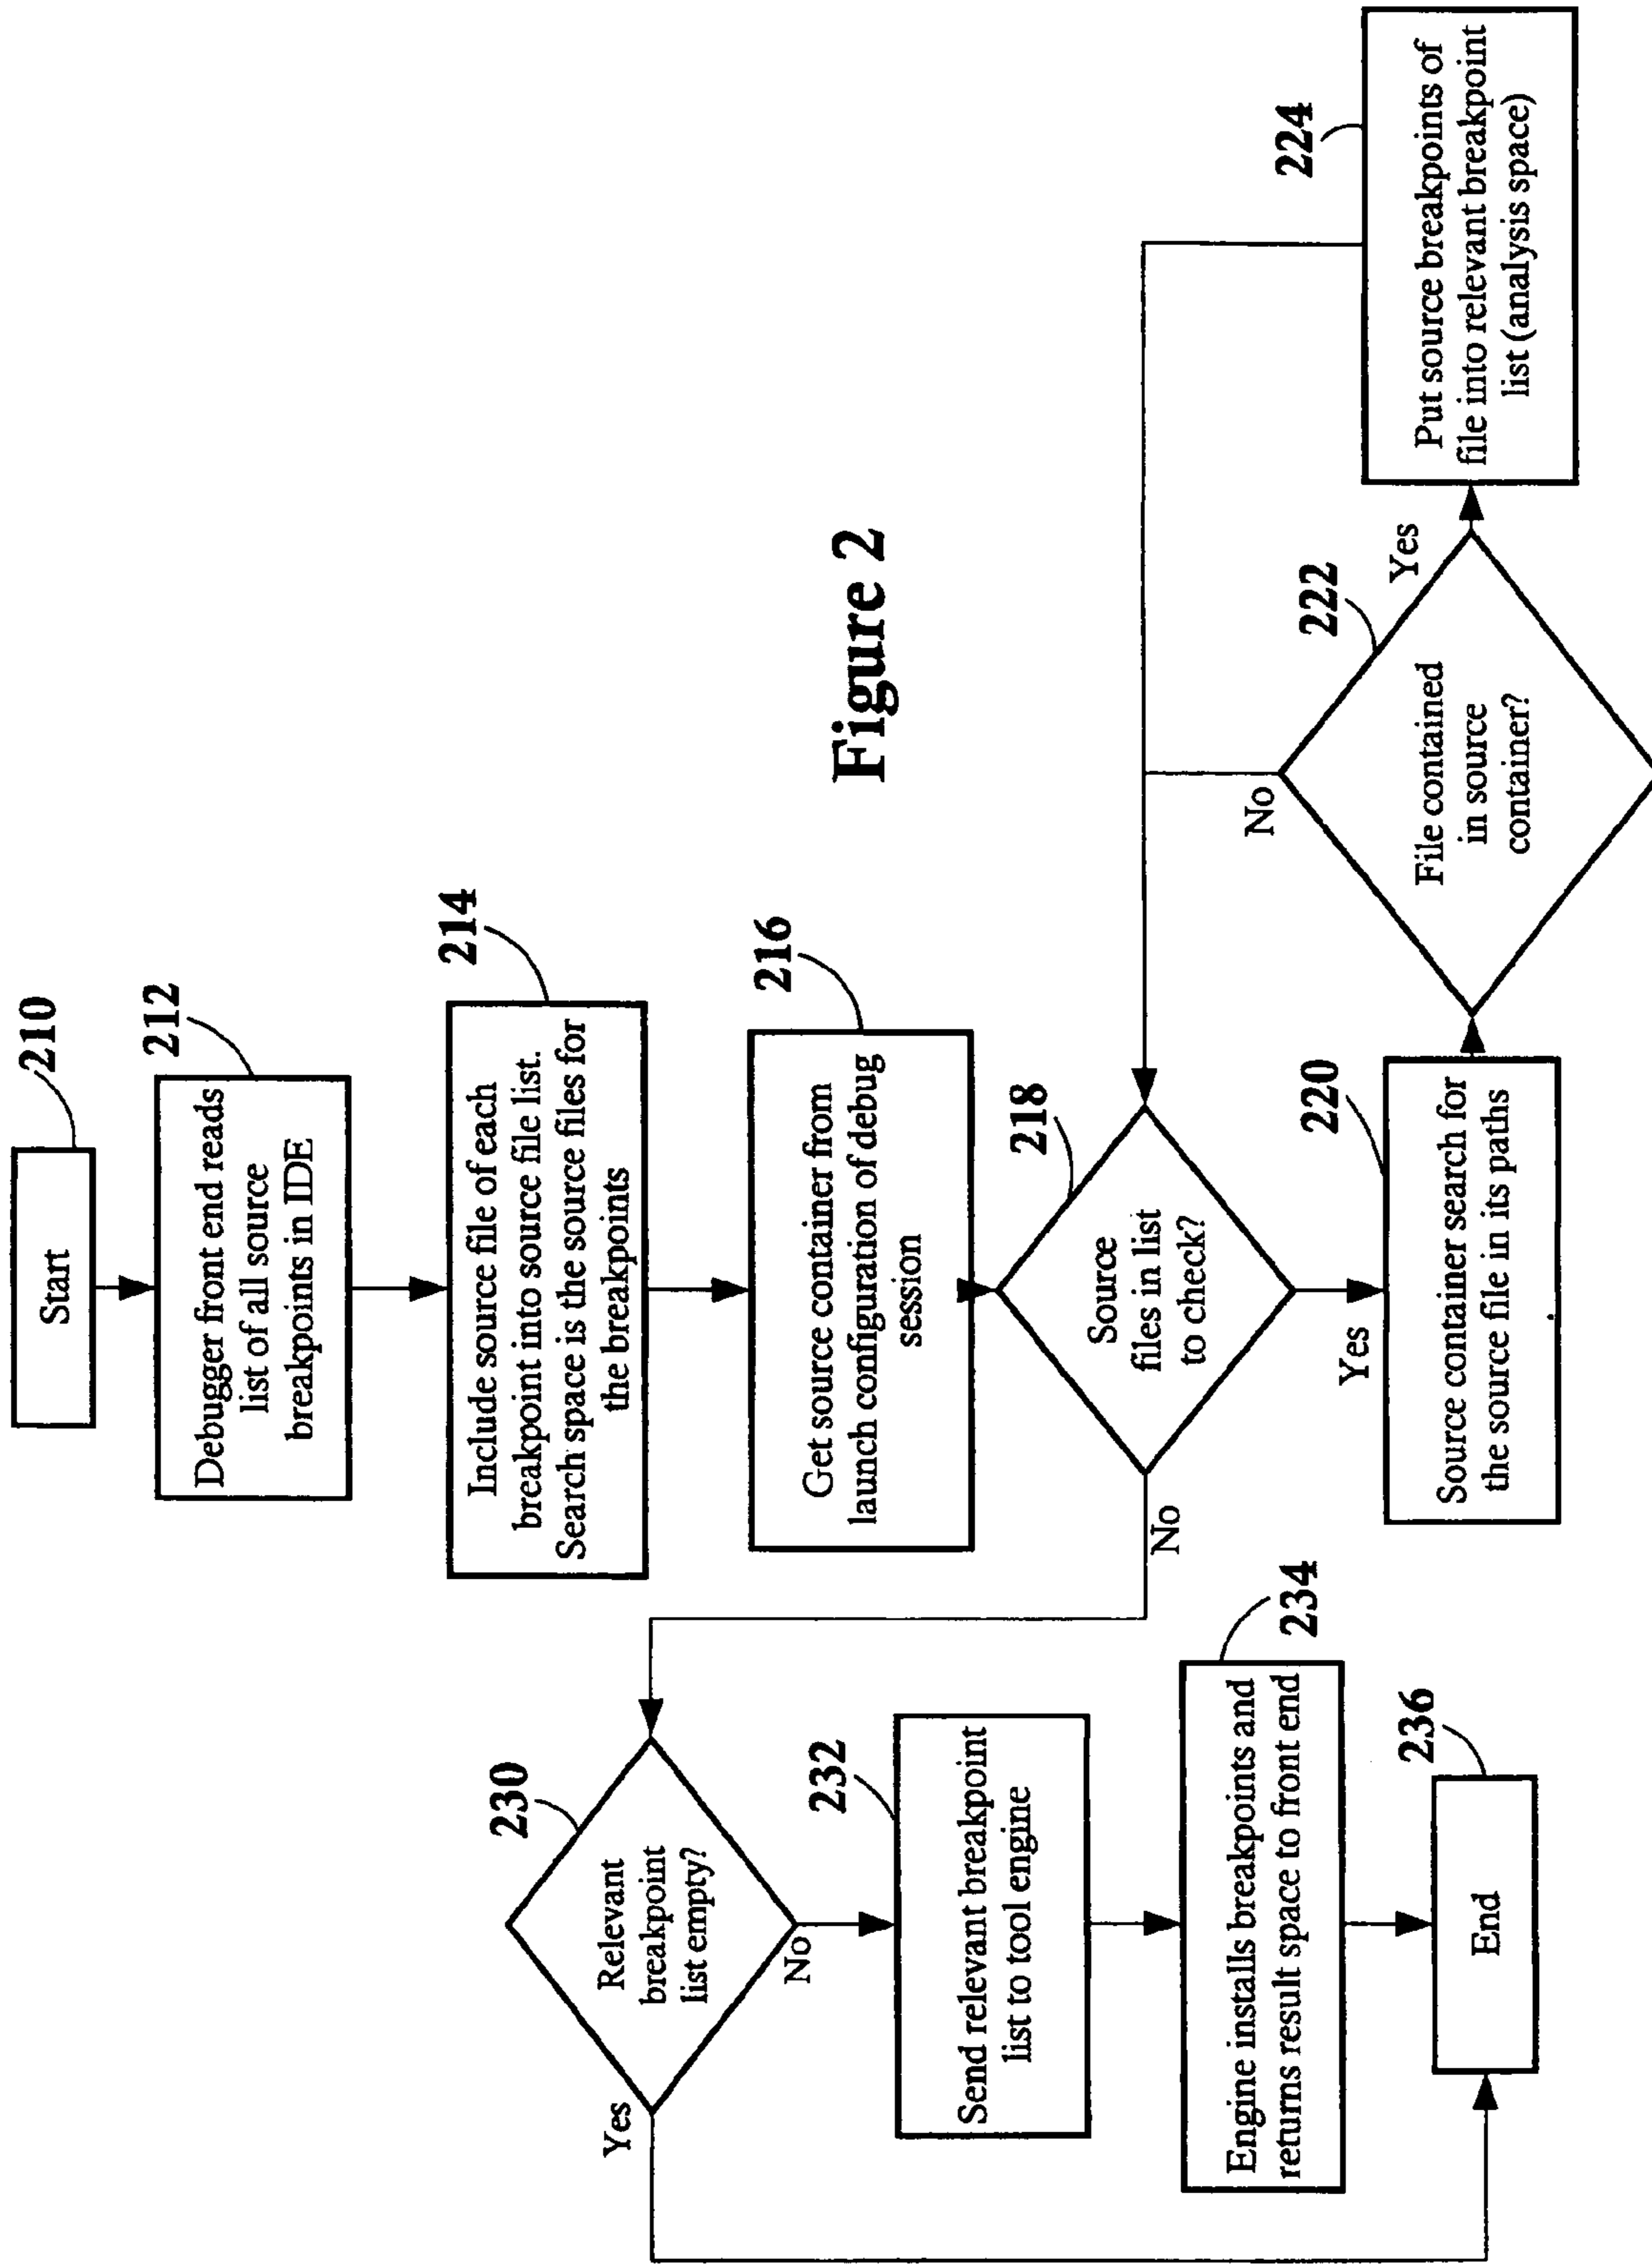 210
Start
212
Debugger front end reads
list of all source
breakpoints in IDE
214
Include source file of each
breakpoint into source file list.
Search space is the source files for
the breakpoints
216
Get source container from
launch configuration of debug
session
218
Source
files in list
to check?
Yes
No
220
Source container search for
the source file in its paths
222
File contained
in source
container?
No
Yes
224
Put source breakpoints of
file into relevant breakpoint
list (analysis space)
230
Relevant
breakpoint
list empty?
Yes
No
232
Send relevant breakpoint
list to tool engine
234
Engine installs breakpoints and
returns result space to front end
236
End
Figure 2